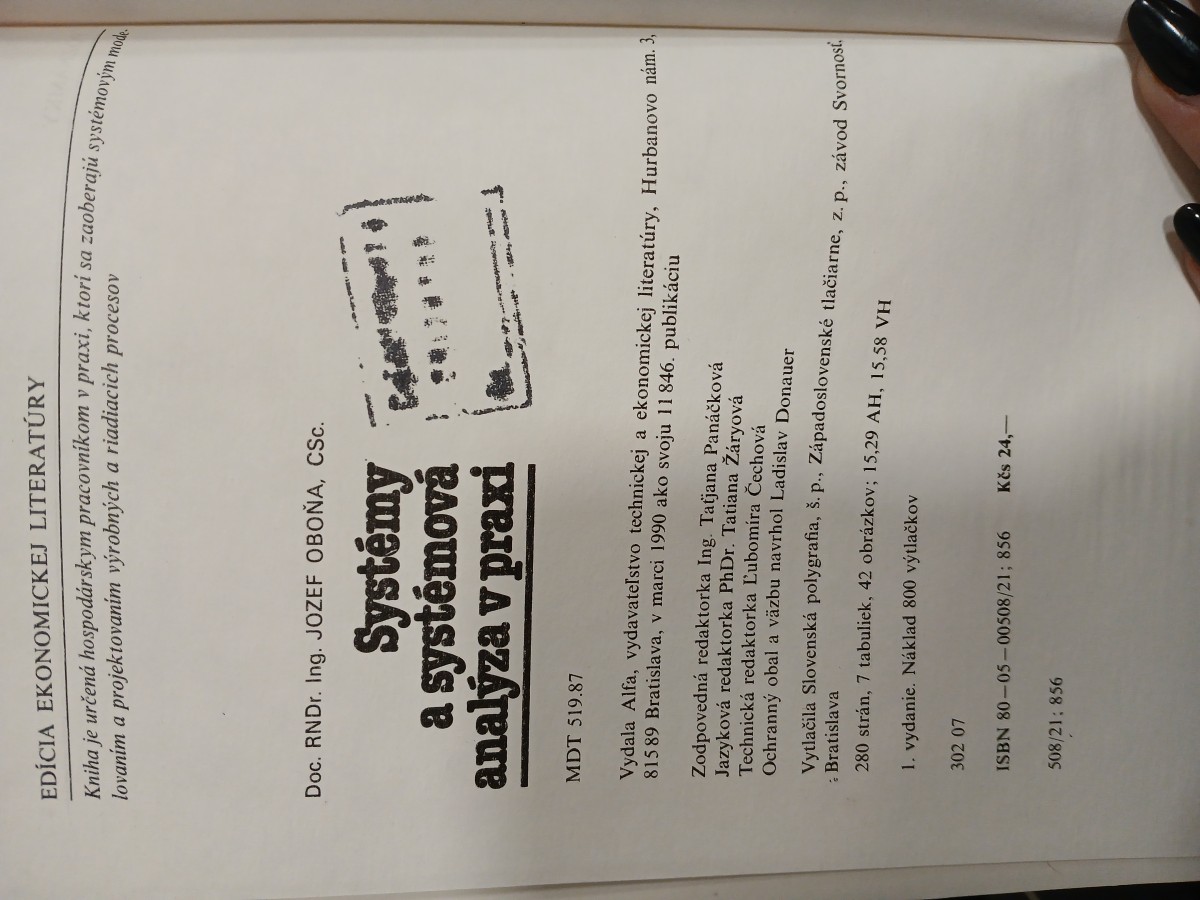 EDÍCIA EKONOMICKEJ LITERATÚRY
Kniha je určená hospodárskym pracovníkom v praxi, ktorí sa zaoberajú systémovým mode-
lovaním a projektovaním výrobných a riadiacich procesov
Doc. RNDr. Ing. JOZEF OBOŇA, CSc.
Systémy
a systémová
analýza v praxi
MDT 519.87
Vydala Alfa, vydavateľstvo technickej a ekonomickej literatúry, Hurbanovo nám. 3,
815 89 Bratislava, v marci 1990 ako svoju 11 846. publikáciu
Zodpovedná redaktorka Ing. Taťjana Panáčková
Jazyková redaktorka PhDr. Tatiana Žáryová
Technická redaktorka Ľubomíra Čechová
Ochranný obal a väzbu navrhol Ladislav Donauer
Vytlačila Slovenská polygrafia, š. p., Západoslovenské tlačiarne, z. p., závod Svornosť,
Bratislava
280 strán, 7 tabuliek, 42 obrázkov; 15,29 AH, 15,58 VH
1. vydanie. Náklad 800 výtlačkov
302 07
ISBN 80–05–00508/21; 856 Kčs 24,—
508/21; 856